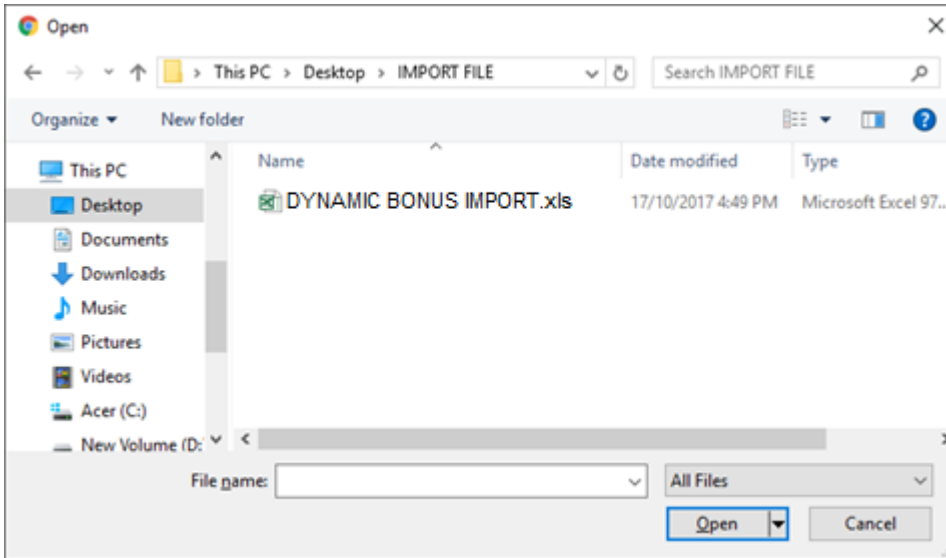 Open
This PC > Desktop > IMPORT FILE
Search IMPORT FILE
Organize
New folder
Name
Date modified
Type
This PC
Desktop
Documents
Downloads
Music
Pictures
Videos
Acer (C:)
New Volume (D:
DYNAMIC BONUS IMPORT.xls
17/10/2017 4:49 PM
Microsoft Excel 97..
File name:
All Files
Open
Cancel